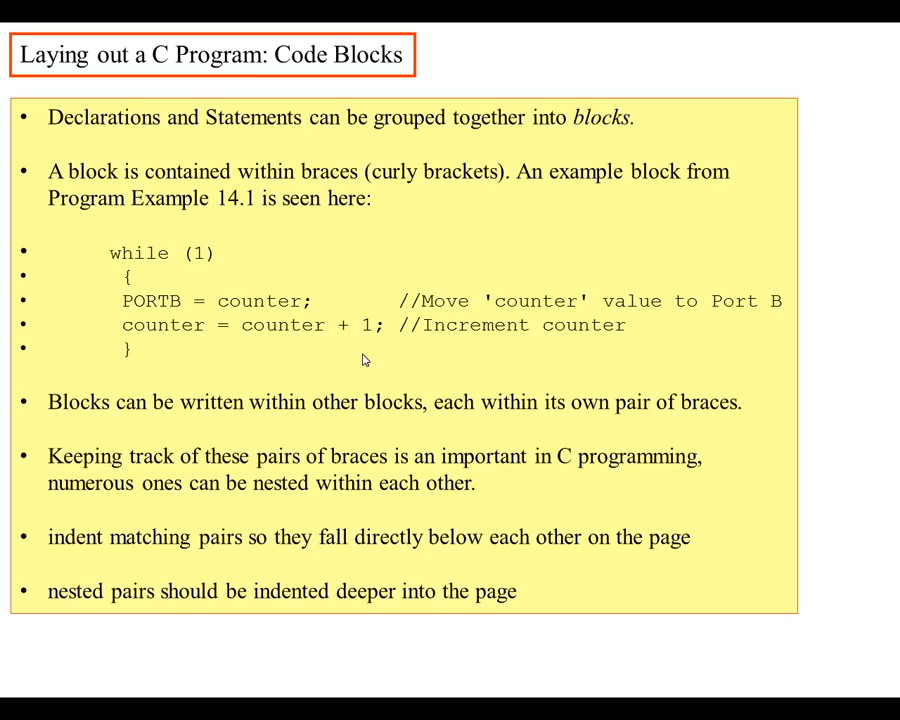 Laying out a C Program: Code Blocks
• Declarations and Statements can be grouped together into blocks.
• A block is contained within braces (curly brackets). An example block from
Program Example 14.1 is seen here:
• while (1)
• {
• PORTB = counter; //Move 'counter' value to Port B
• counter = counter + 1; //Increment counter
• }
• Blocks can be written within other blocks, each within its own pair of braces.
• Keeping track of these pairs of braces is an important in C programming,
numerous ones can be nested within each other.
• indent matching pairs so they fall directly below each other on the page
• nested pairs should be indented deeper into the page